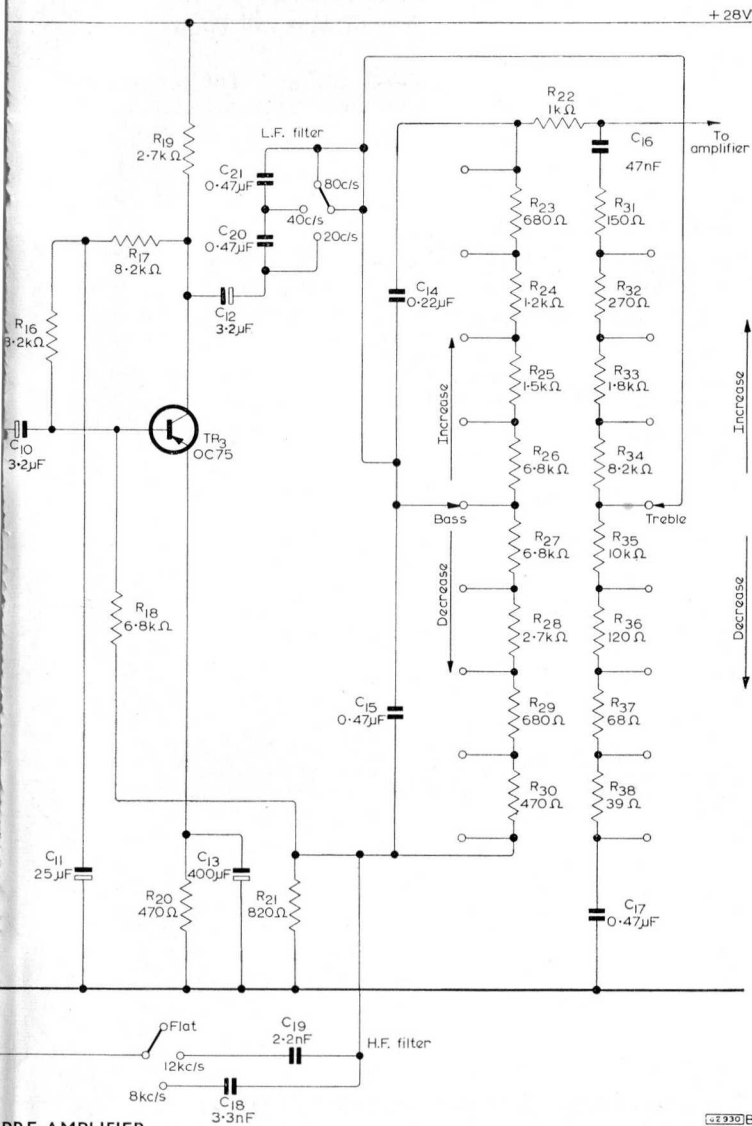 +28V
R22
1kΩ
To
amplifier
C16
47nF
R19
2·7kΩ
L.F. filter
C21
0·47µF
80c/s
40c/s
C20
0·47µF
20c/s
R23
680Ω
R31
150Ω
R17
8·2kΩ
C14
0·22µF
R24
1·2kΩ
R32
270Ω
C12
3·2µF
R16
8·2kΩ
Increase
R25
1·5kΩ
R33
1·8kΩ
Increase
C10
3·2µF
TR3
OC75
R26
6·8kΩ
R34
8·2kΩ
Bass
Treble
R27
6·8kΩ
R35
10kΩ
Decrease
Decrease
R18
6·8kΩ
R28
2·7kΩ
R36
120Ω
C15
0·47µF
R29
680Ω
R37
68Ω
R30
470Ω
R38
39Ω
C11
25µF
R20
470Ω
C13
400µF
R21
820Ω
C17
0·47µF
Flat
C19
2·2nF
H.F. filter
12kc/s
8kc/s
C18
3·3nF
AMPLIFIER